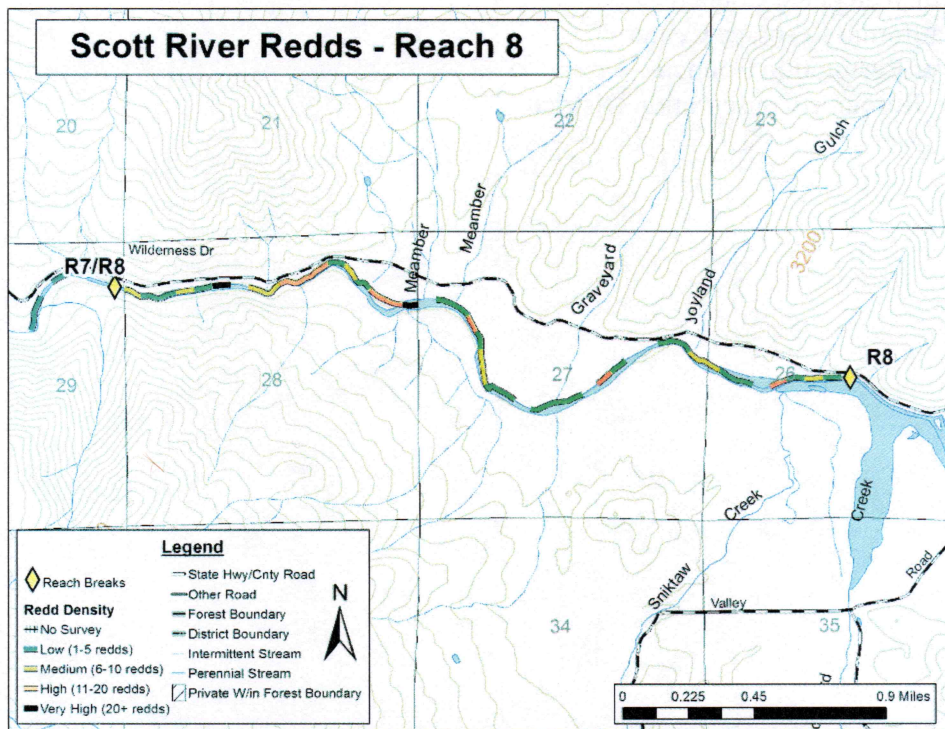 Scott River Redds - Reach 8
20
21
22
23
Gulch
3200
Meamber
Meamber
Graveyard
Joyland
Wilderness Dr
R7/R8
R8
29
28
27
26
Creek
Creek
Sniktaw
Valley
Road
34
35
Legend
Reach Breaks
Redd Density
No Survey
Low (1-5 redds)
Medium (6-10 redds)
High (11-20 redds)
Very High (20+ redds)
State Hwy/Cnty Road
Other Road
Forest Boundary
District Boundary
Intermittent Stream
Perennial Stream
Private W/in Forest Boundary
N
0 0.225 0.45 0.9 Miles